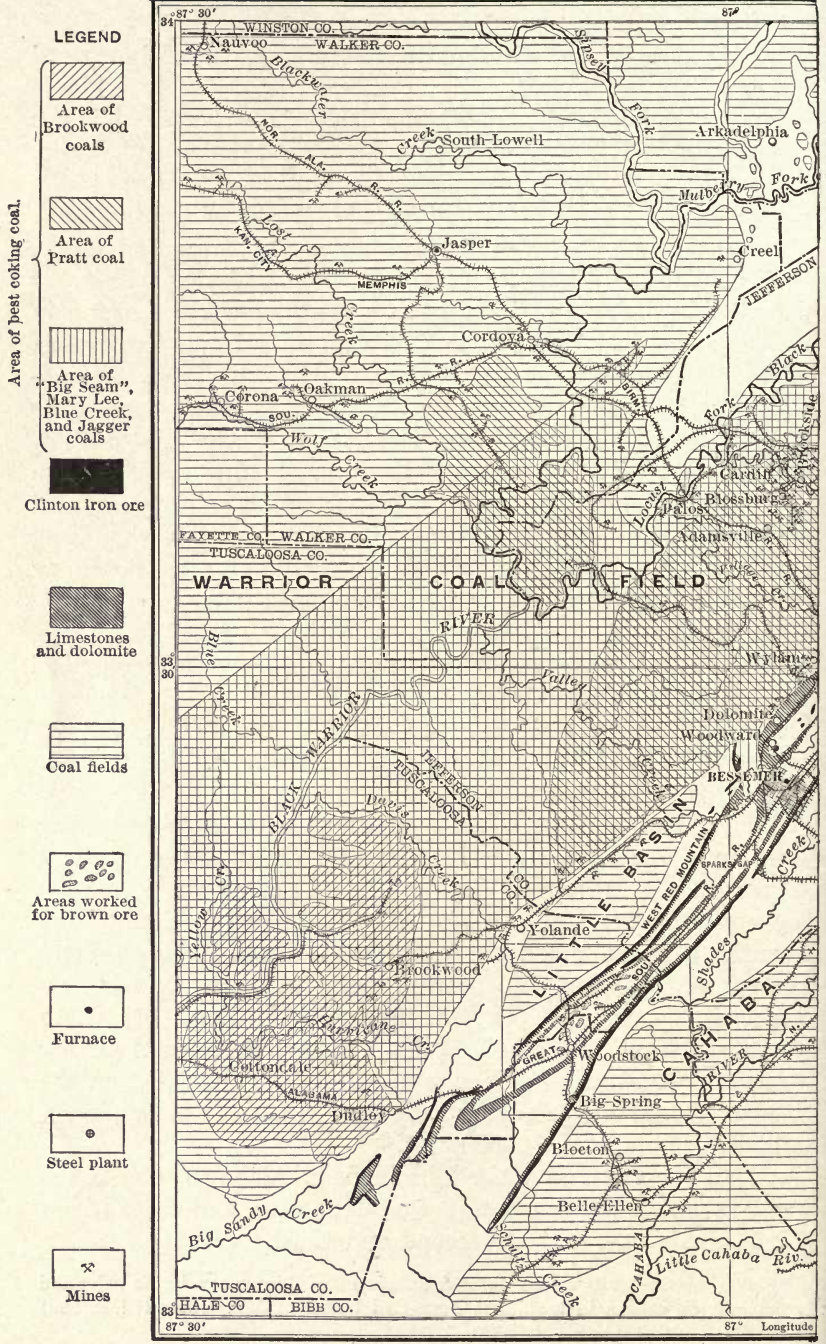 LEGEND
Area of best coking coal.
Area of
Brookwood
coals
Area of
Pratt coal
Area of
"Big Seam",
Mary Lee,
Blue Creek,
and Jagger
coals
Clinton iron ore
Limestones
and dolomite
Coal fields
Areas worked
for brown ore
Furnace
Steel plant
Mines
34°
87° 30'
87°
WINSTON CO.
WALKER CO.
Nauvoo
Blackwater
Creek
South Lowell
Sipsey
Fork
Arkadelphia
Mulberry
Fork
NOR. ALA. R. R.
Lost
Creek
KAN. CITY
MEMPHIS
Jasper
Creel
JEFFERSON
Cordova
BIRM.
Corona
Oakman
SOU.
R. R.
Wolf
Creek
Black
Fork
Locust
Brookside
Cardiff
Blossburg
Palos
Adamsville
FAYETTE CO.
WALKER CO.
TUSCALOOSA CO.
WARRIOR COAL FIELD
RIVER
33°
30
Blue
Creek
Valley
Creek
Wylam
Dolomite
Woodward
BESSEMER
BLACK WARRIOR
JEFFERSON
TUSCALOOSA
CO.
CO.
Davis
Creek
LITTLE BASIN
WEST RED MOUNTAIN
SPARKS GAP
R. R.
Creek
Shades
Yellow Cr.
Yolande
Brookwood
SOU.
CAHABA
RIVER
Hurricane
Cr.
GREAT
Woodstock
Cottondale
ALABAMA
Dudley
Big Spring
L.
N.
Blocton
Belle-Ellen
Big Sandy Creek
Schultz
Creek
CAHABA
Little Cahaba Riv.
TUSCALOOSA CO.
HALE CO
BIBB CO.
33°
87° 30'
87°
Longitude